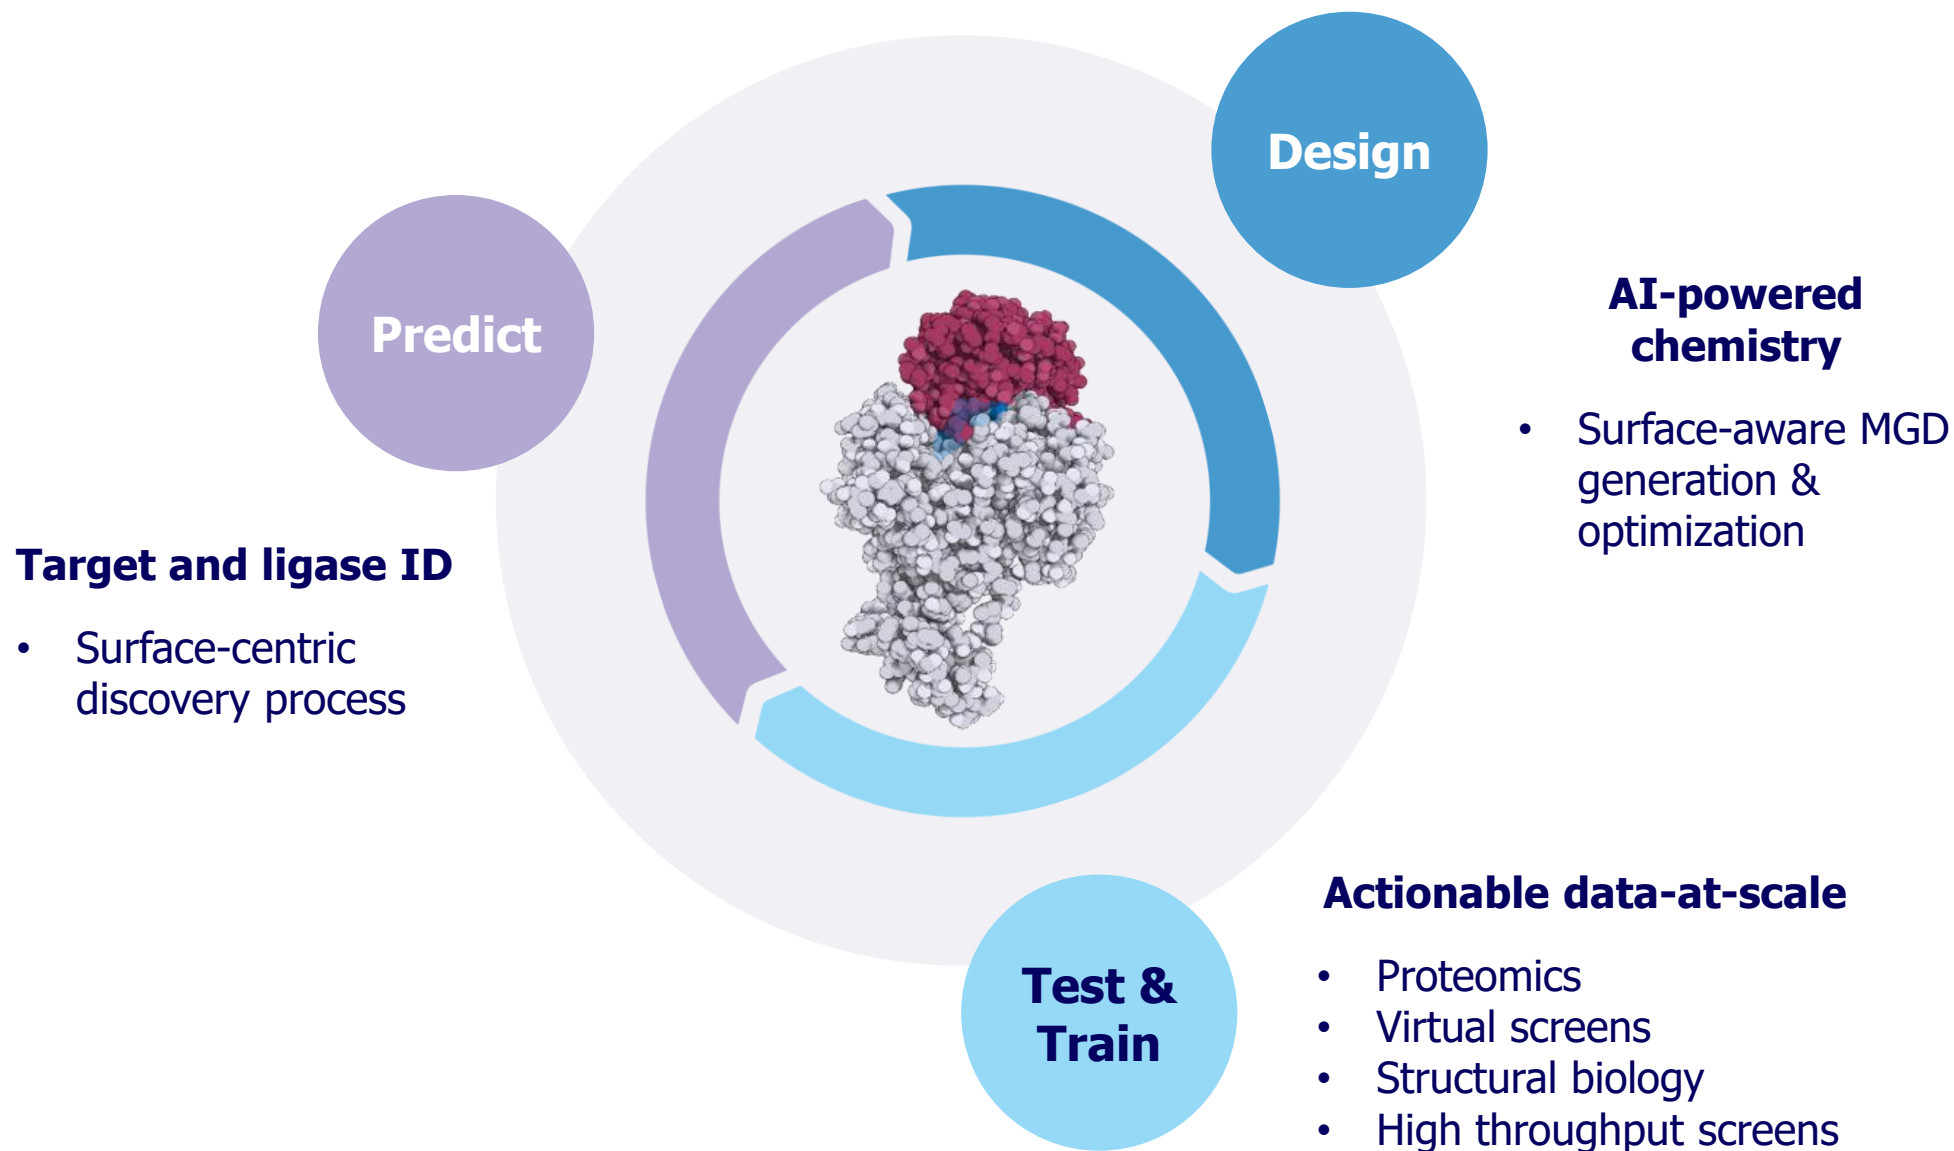 Predict
Target and ligase ID
• Surface-centric
discovery process
Design
AI-powered
chemistry
• Surface-aware MGD
generation &
optimization
Test &
Train
Actionable data-at-scale
• Proteomics
• Virtual screens
• Structural biology
• High throughput screens